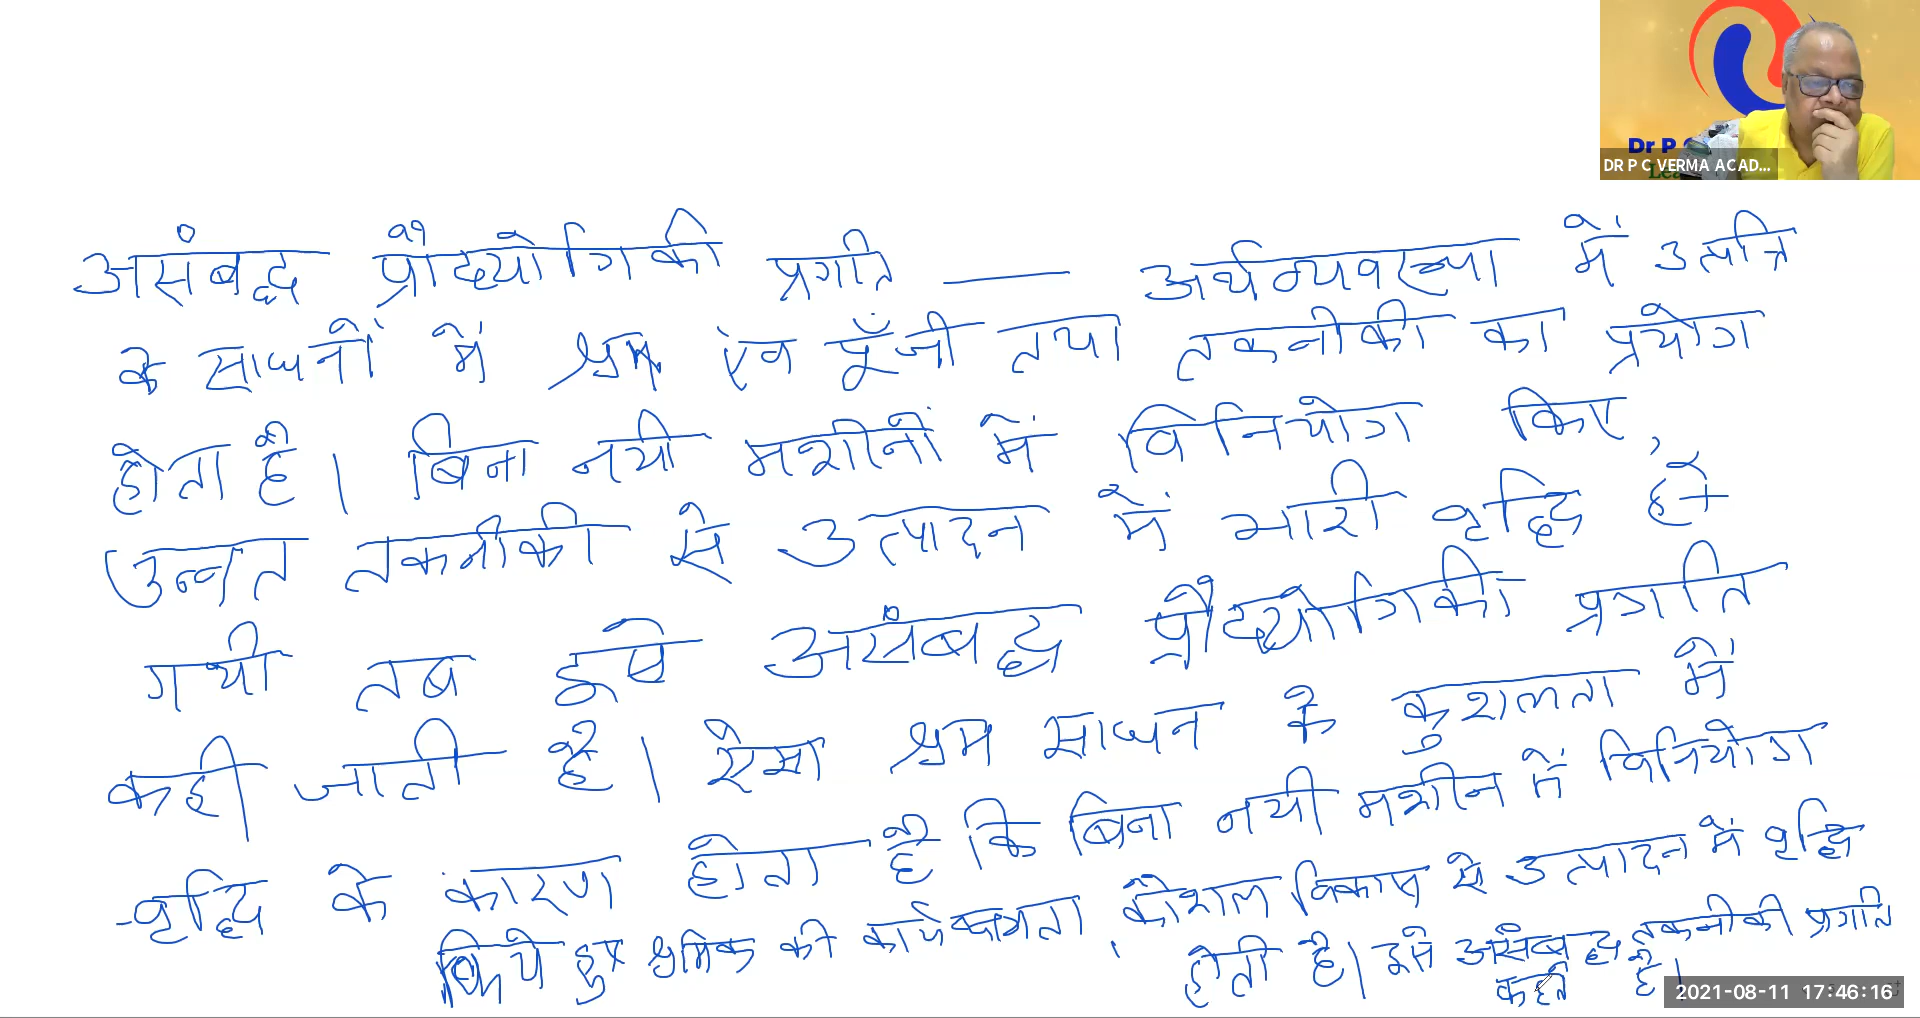 Dr P C
DR P C VERMA ACAD...
असंबद्ध प्रौद्योगिकी प्रगति — अर्थव्यवस्था में उत्पत्ति
के साधनों में श्रम एंव पूँजी तथा तकनीकी का प्रयोग
होता है। बिना नयी मशीनों में विनियोग किए,
उन्नत तकनीकी से उत्पादन में भारी वृद्धि हो
गयी तब इसे असंबद्ध प्रौद्योगिकी प्रगति
कही जाती है। ऐसा श्रम साधन के कुशलता में
वृद्धि के कारण होता है कि बिना नयी मशीन में विनियोग
किये हुए श्रमिक की कार्यक्षमता, कौशल विकास से उत्पादन में वृद्धि
होती है। इसे असंबद्ध तकनीकी प्रगति
कहते है।
2021-08-11 17:46:16